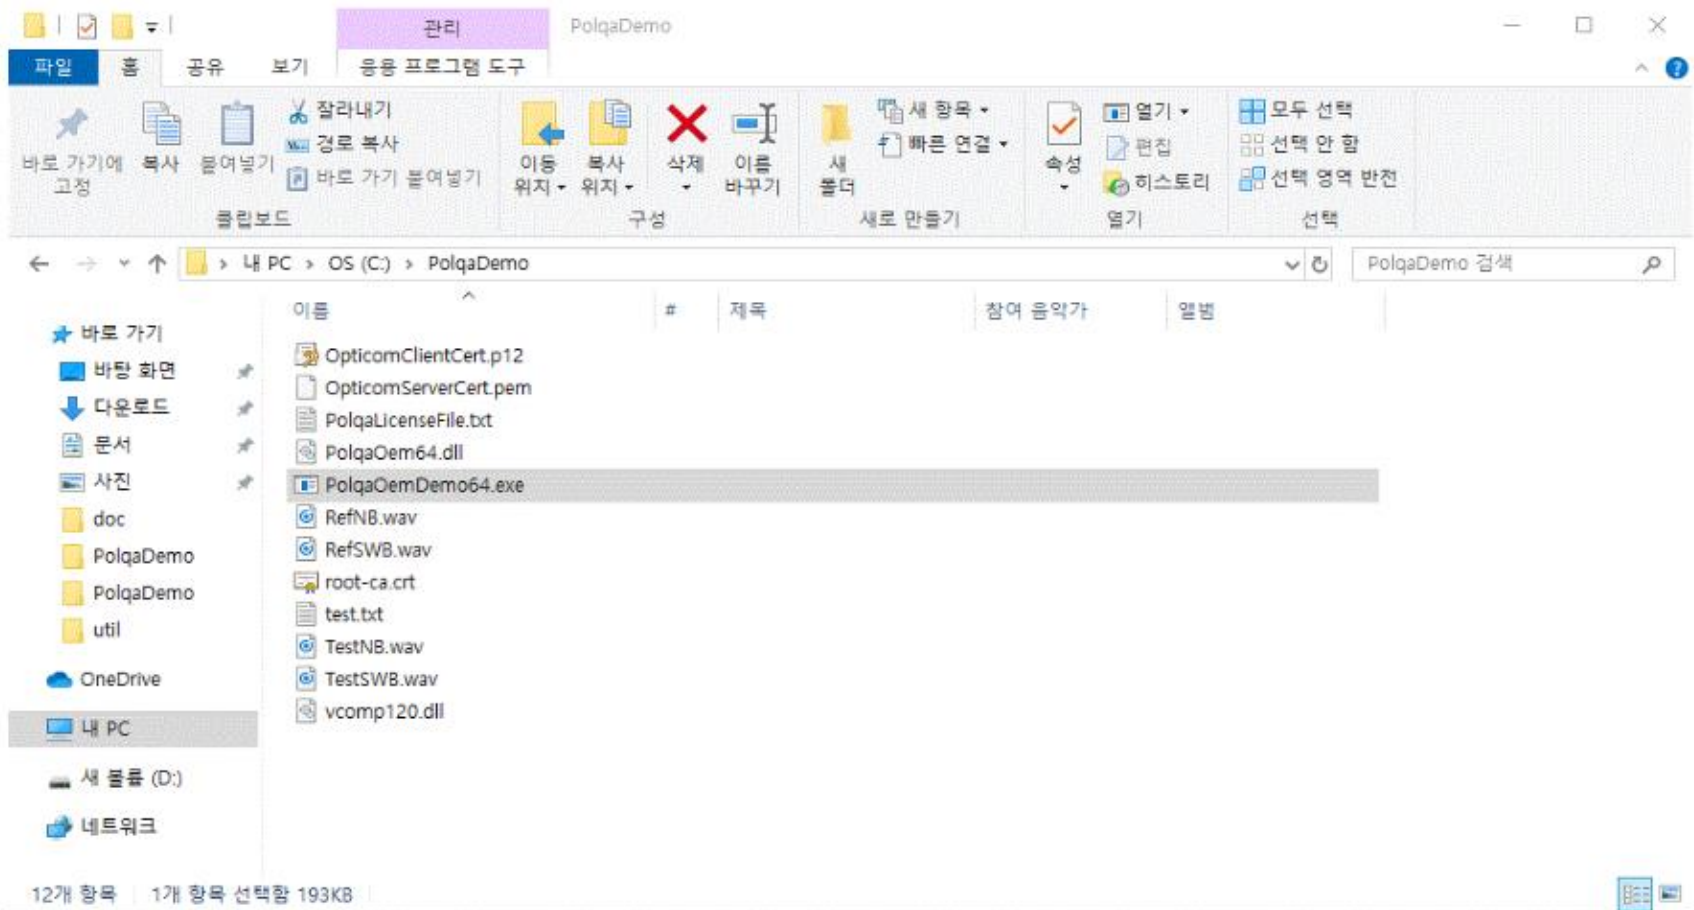 관리
PolqaDemo
파일
홈
공유
보기
응용 프로그램 도구
바로 가기에
고정
복사
붙여넣기
잘라내기
경로 복사
바로 가기 붙여넣기
클립보드
이동
위치
복사
위치
삭제
이름
바꾸기
구성
새
폴더
새 항목
빠른 연결
새로 만들기
속성
열기
편집
히스토리
열기
모두 선택
선택 안 함
선택 영역 반전
선택
내 PC > OS (C:) > PolqaDemo
PolqaDemo 검색
이름
#
제목
참여 음악가
앨범
바로 가기
바탕 화면
다운로드
문서
사진
doc
PolqaDemo
PolqaDemo
util
OneDrive
내 PC
새 볼륨 (D:)
네트워크
OpticomClientCert.p12
OpticomServerCert.pem
PolqaLicenseFile.txt
PolqaOem64.dll
PolqaOemDemo64.exe
RefNB.wav
RefSWB.wav
root-ca.crt
test.txt
TestNB.wav
TestSWB.wav
vcomp120.dll
12개 항목
1개 항목 선택함 193KB